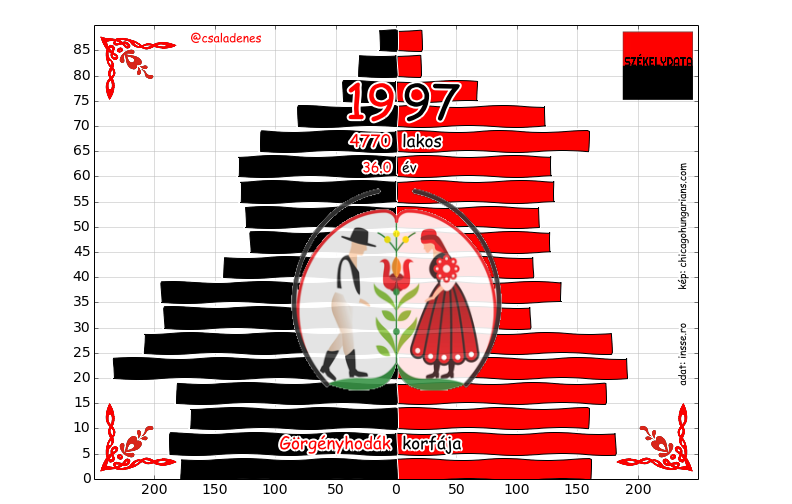 @csaladenes
SZÉKELYDATA
1997
4770 lakos
36.0 év
kép: chicagohungarians.com
adat: insse.ro
Görgényhodák korfája
85
80
75
70
65
60
55
50
45
40
35
30
25
20
15
10
5
0
200 150 100 50 0 50 100 150 200